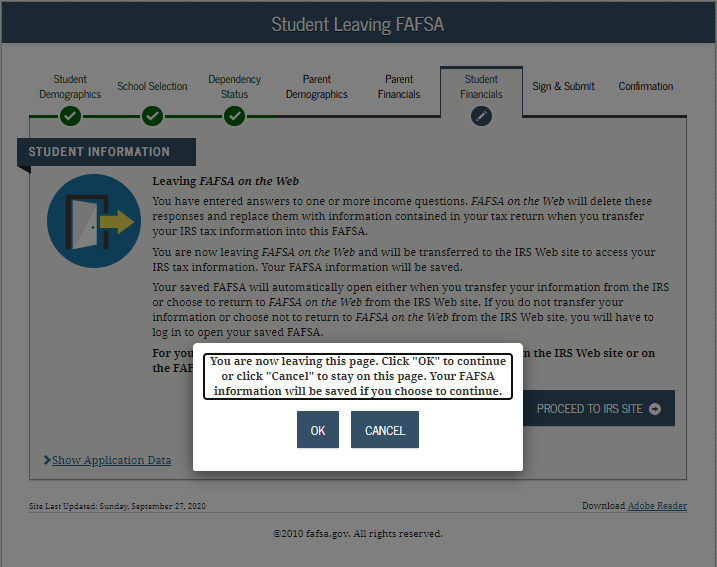 Student Leaving FAFSA
Student
Demographics
School Selection
Dependency
Status
Parent
Demographics
Parent
Financials
Student
Financials
Sign & Submit
Confirmation
STUDENT INFORMATION
Leaving FAFSA on the Web
You have entered answers to one or more income questions. FAFSA on the Web will delete these
responses and replace them with information contained in your tax return when you transfer
your IRS tax information into this FAFSA.
You are now leaving FAFSA on the Web and will be transferred to the IRS Web site to access your
IRS tax information. Your FAFSA information will be saved.
Your saved FAFSA will automatically open either when you transfer your information from the IRS
or choose to return to FAFSA on the Web from the IRS Web site. If you do not transfer your
information or choose not to return to FAFSA on the Web from the IRS Web site, you will have to
log in to open your saved FAFSA.
For you
the IRS Web site or on
the FAF
You are now leaving this page. Click "OK" to continue
or click "Cancel" to stay on this page. Your FAFSA
information will be saved if you choose to continue.
OK
CANCEL
PROCEED TO IRS SITE
Show Application Data
Site Last Updated: Sunday, September 27, 2020
Download Adobe Reader
©2010 fafsa.gov. All rights reserved.